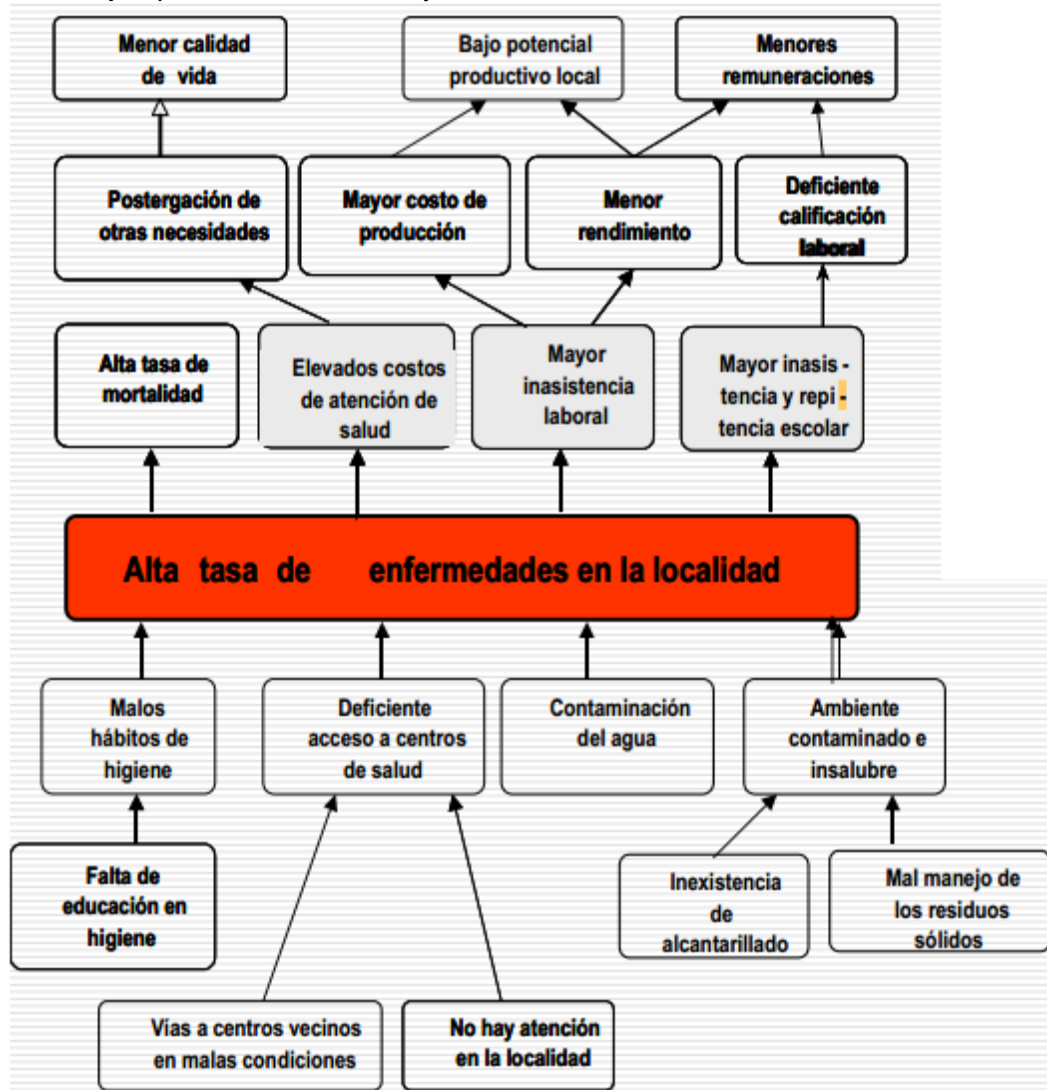 Menor calidad
de vida
Bajo potencial
productivo local
Menores
remuneraciones
Postergación de
otras necesidades
Mayor costo de
producción
Menor
rendimiento
Deficiente
calificación
laboral
Alta tasa de
mortalidad
Elevados costos
de atención de
salud
Mayor
inasistencia
laboral
Mayor inasis -
tencia y repi -
tencia escolar
Alta tasa de enfermedades en la localidad
Malos
hábitos de
higiene
Deficiente
acceso a centros
de salud
Contaminación
del agua
Ambiente
contaminado e
insalubre
Falta de
educación en
higiene
Inexistencia
de
alcantarillado
Mal manejo de
los residuos
sólidos
Vías a centros vecinos
en malas condiciones
No hay atención
en la localidad